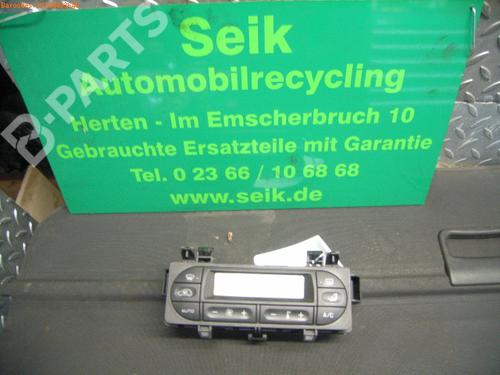 Seik
Automobilrecycling
Herten - Im Emscherbruch 10
Gebrauchte Ersatzteile mit Garantie
Tel. 0 23 66 / 10 68 68
www.seik.de
B-PARTS
AUTO
A/C